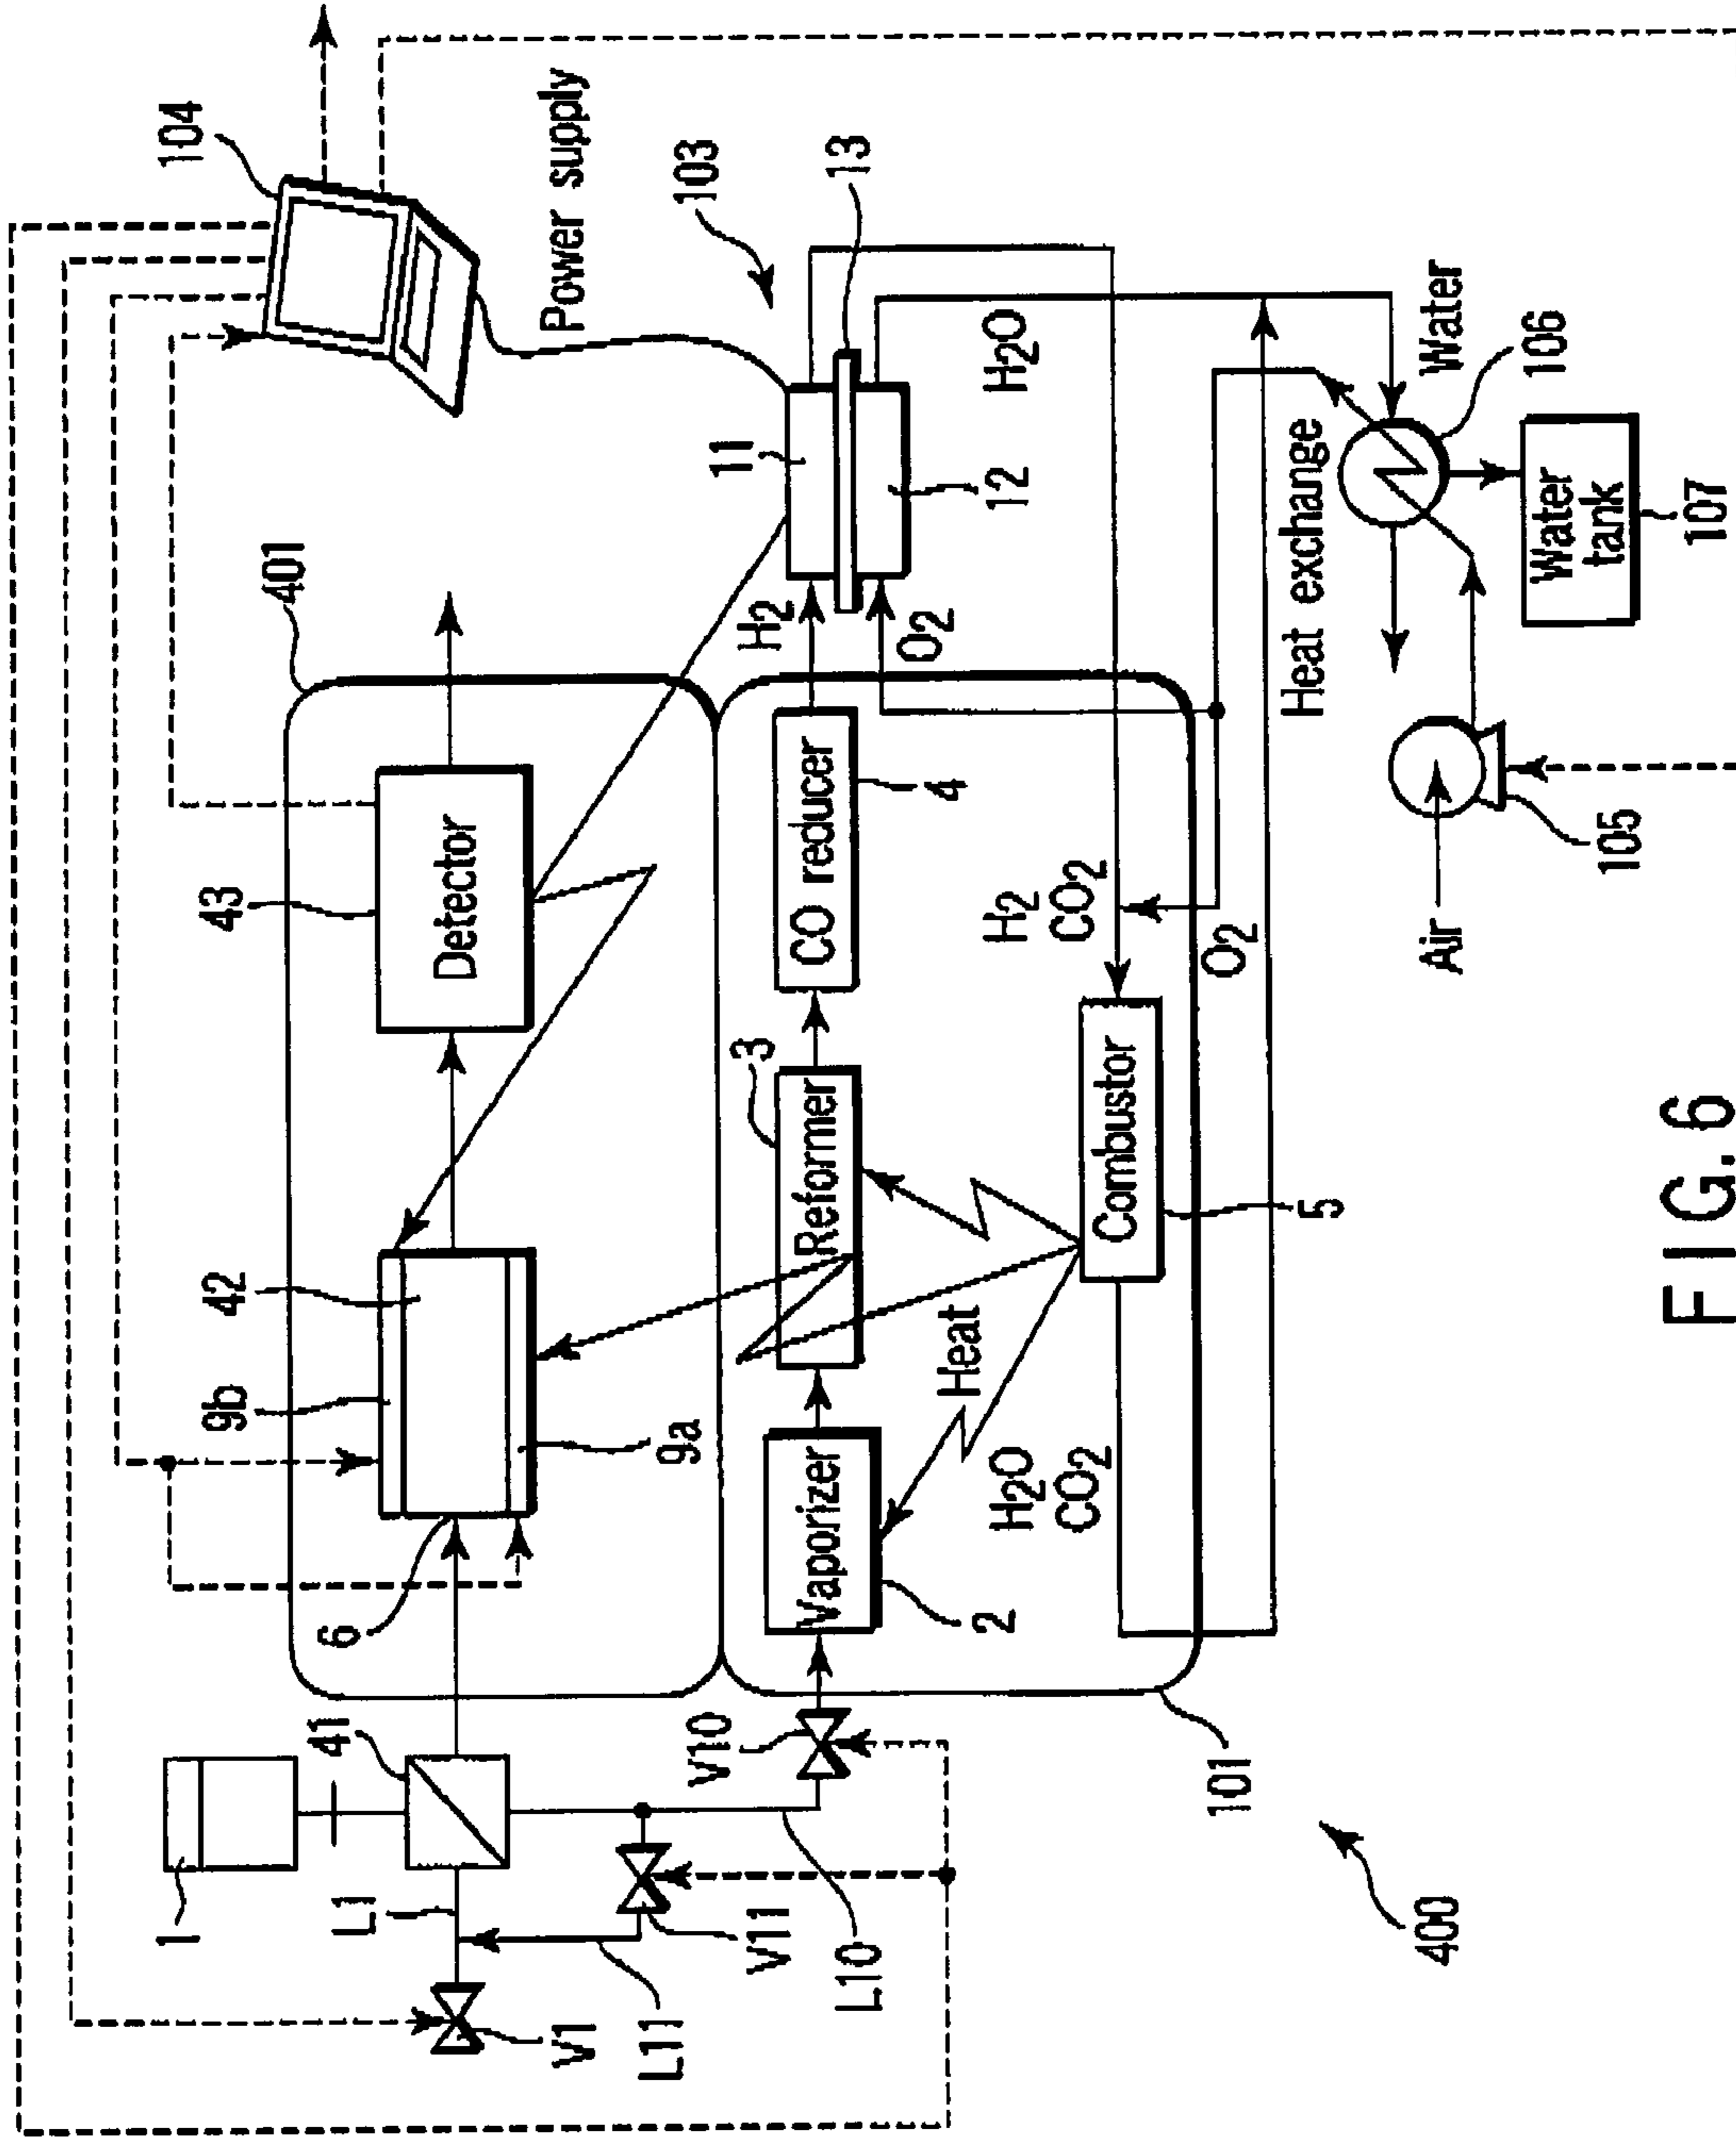 104
Power supply
103
13
401
43
Detector
11
12
H2
O2
H2O
42
9b
9a
6
3
Reformer
CO reducer
4
H2
CO2
O2
Combustor
5
Heat
H2O
CO2
Vaporizer
2
1
41
L1
V1
L11
V11
L10
V10
101
400
Heat exchange
Water
106
Water
tank
107
Air
105
FIG.6